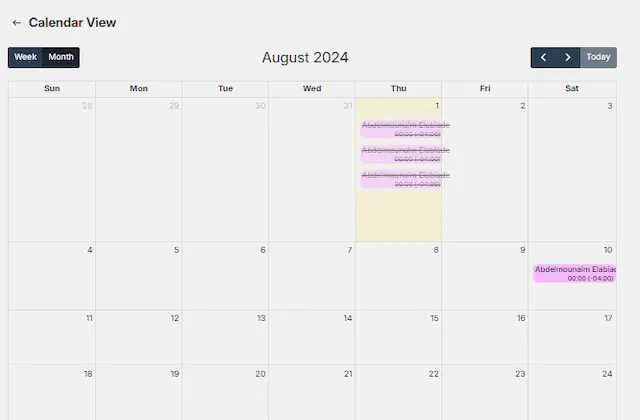 ← Calendar View
Week Month
August 2024
Today
Sun Mon Tue Wed Thu Fri Sat
28 29 30 31 1 2 3
Abdelmounaim Elabiade
00:00 (-04:00)
Abdelmounaim Elabiade
00:00 (-04:00)
Abdelmounaim Elabiade
00:00 (-04:00)
4 5 6 7 8 9 10
Abdelmounaim Elabiad
00:00 (-04:00)
11 12 13 14 15 16 17
18 19 20 21 22 23 24